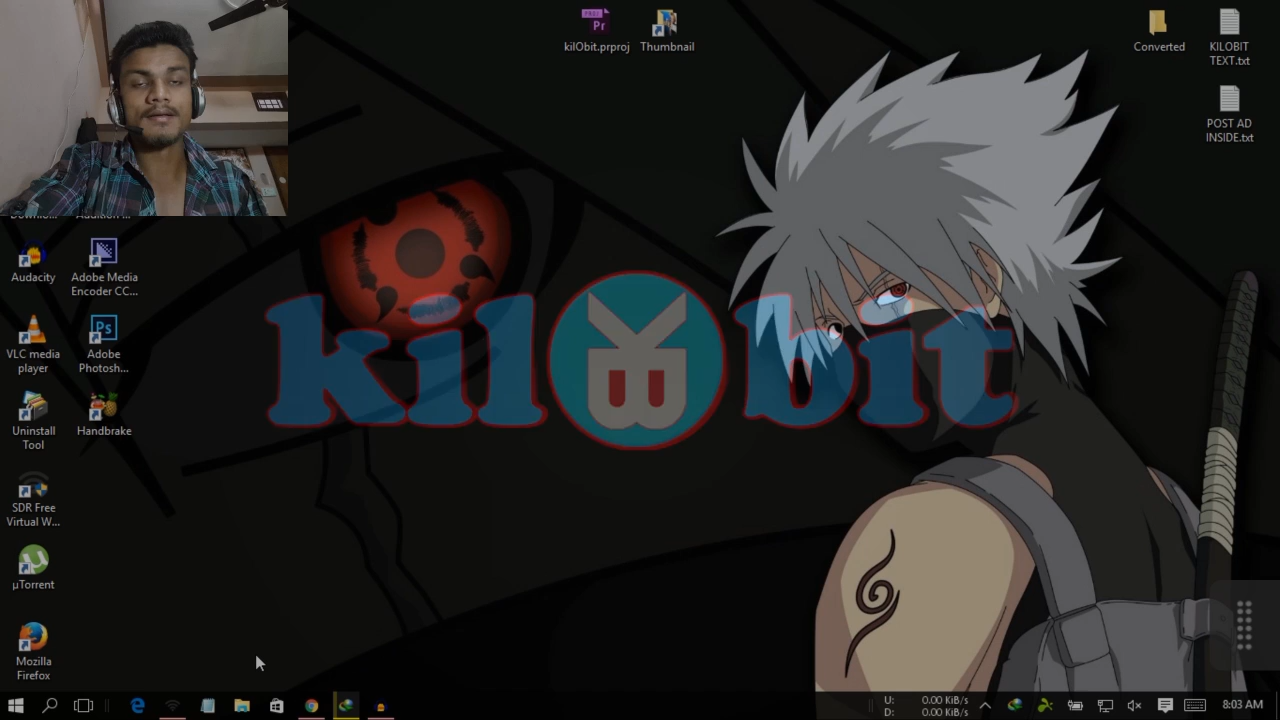 kilObit.prproj
Thumbnail
Converted
KILOBIT
TEXT.txt
POST AD
INSIDE.txt
Audacity
Adobe Media
Encoder CC...
VLC media
player
Adobe
Photosh...
Uninstall
Tool
Handbrake
SDR Free
Virtual W...
µTorrent
Mozilla
Firefox
kil bit
U: 0.00 KiB/s
D: 0.00 KiB/s
8:03 AM